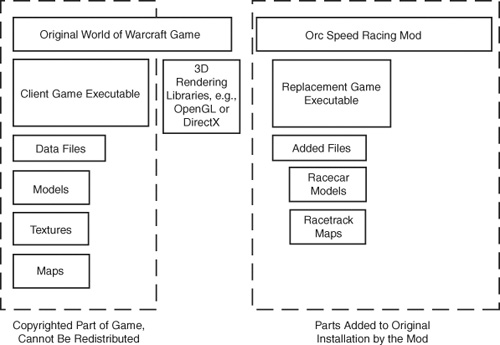 Original World of Warcraft Game
Client Game Executable
3D
Rendering
Libraries, e.g.,
OpenGL or
DirectX
Data Files
Models
Textures
Maps
Copyrighted Part of Game,
Cannot Be Redistributed
Orc Speed Racing Mod
Replacement Game
Executable
Added Files
Racecar
Models
Racetrack
Maps
Parts Added to Original
Installation by the Mod